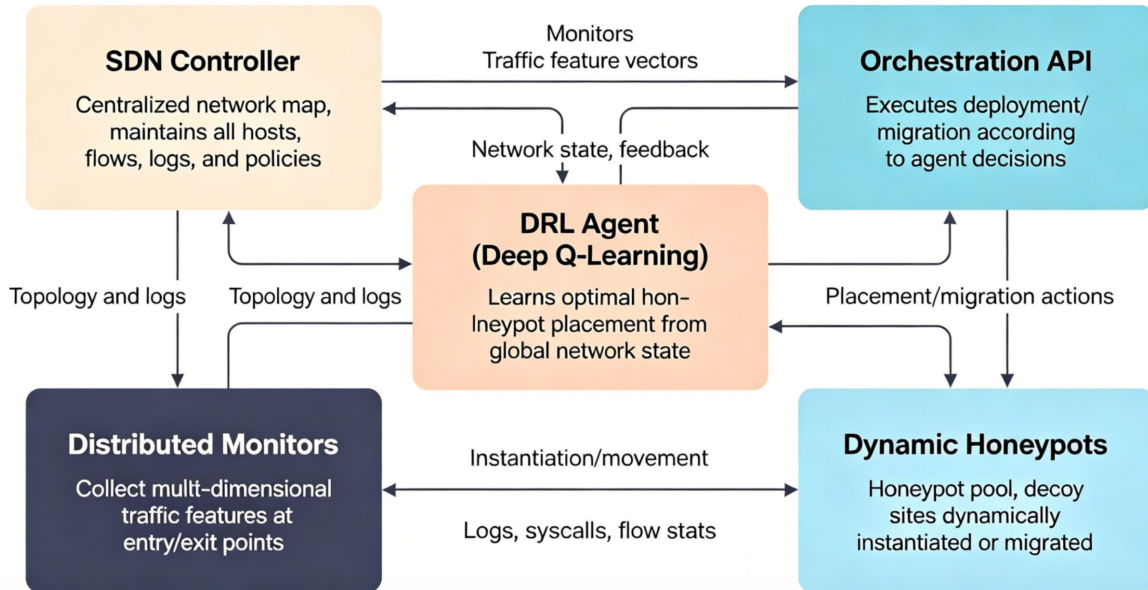 SDN Controller
Centralized network map,
maintains all hosts,
flows, logs, and policies
Monitors
Traffic feature vectors
Orchestration API
Executes deployment/
migration according
to agent decisions
Network state, feedback
DRL Agent
(Deep Q-Learning)
Learns optimal hon-
lneypot placement from
global network state
Topology and logs
Topology and logs
Placement/migration actions
Distributed Monitors
Collect multt-dimensional
traffic features at
entry/exit points
Instantiation/movement
Logs, syscalls, flow stats
Dynamic Honeypots
Honeypot pool, decoy
sites dynamically
instantiated or migrated